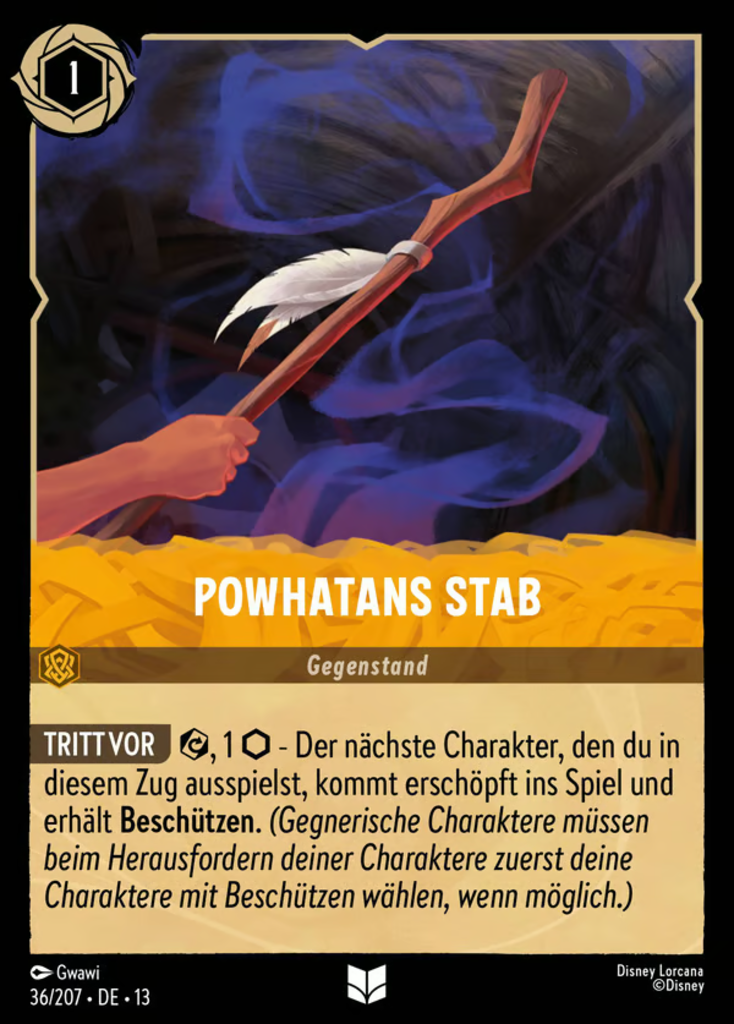 1
POWHATANS STAB
Gegenstand
TRITT VOR , 1 - Der nächste Charakter, den du in
diesem Zug ausspielst, kommt erschöpft ins Spiel und
erhält Beschützen. (Gegnerische Charaktere müssen
beim Herausfordern deiner Charaktere zuerst deine
Charaktere mit Beschützen wählen, wenn möglich.)
Gwawi
Disney Lorcana
36/207 • DE • 13
©Disney